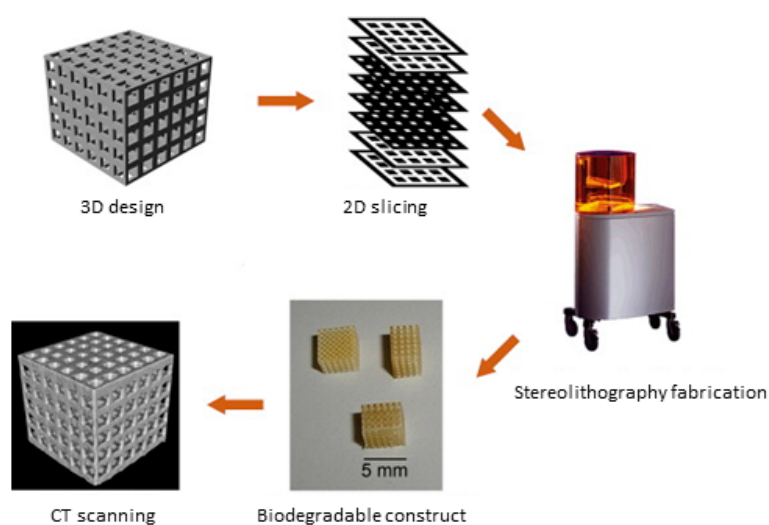 3D design
2D slicing
Stereolithography fabrication
5 mm
CT scanning
Biodegradable construct